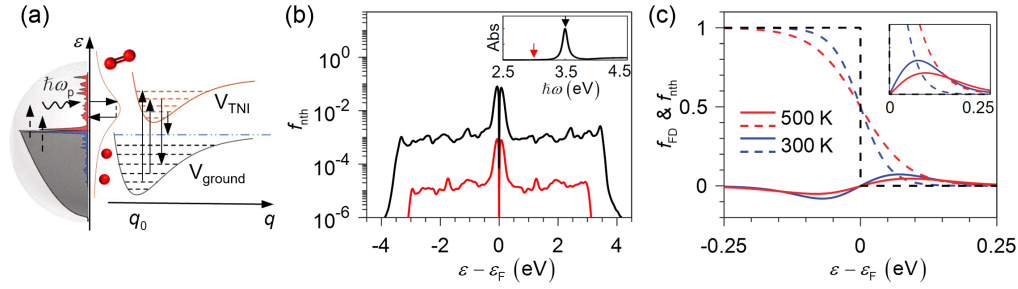 (a)
ε
ħω_p
V_TNI
V_ground
q_0
q
(b)
f_nth
10^0
10^-2
10^-4
10^-6
-4
-2
0
2
4
ε − ε_F (eV)
Abs
2.5
3.5
4.5
ħω (eV)
(c)
f_FD & f_nth
1
0.5
0
-0.25
0
0.25
ε − ε_F (eV)
500 K
300 K
0
0.25